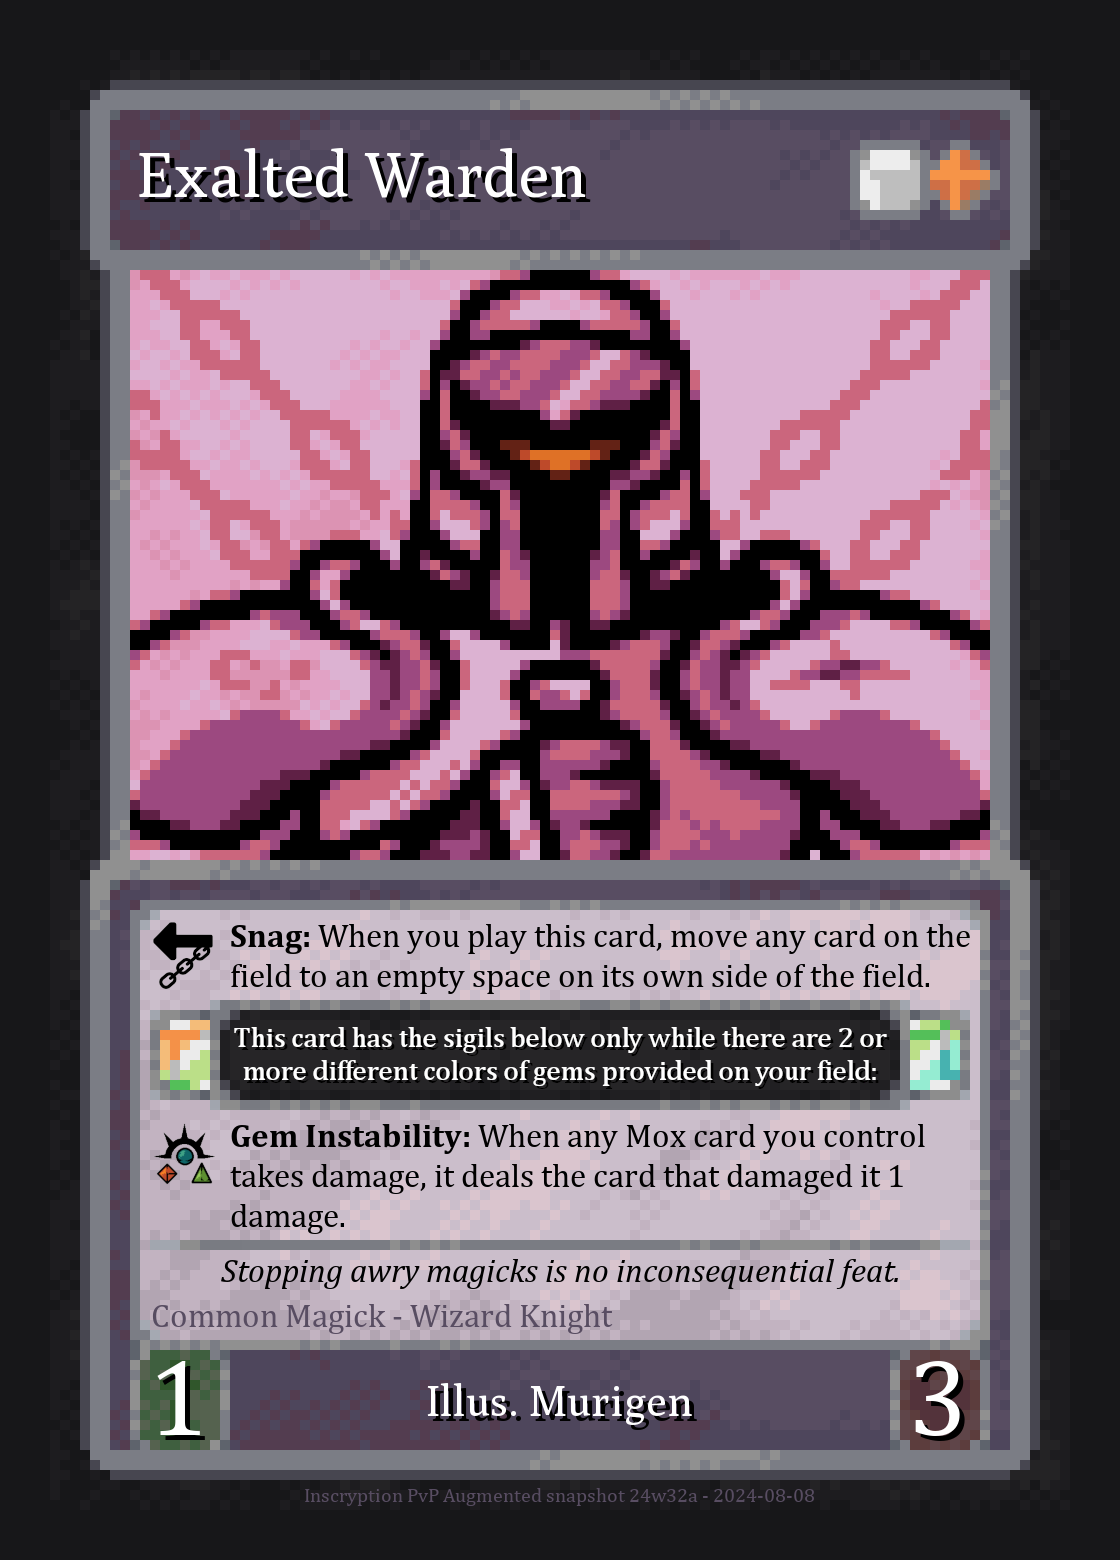 Exalted Warden
Snag: When you play this card, move any card on the
field to an empty space on its own side of the field.
This card has the sigils below only while there are 2 or
more different colors of gems provided on your field:
Gem Instability: When any Mox card you control
takes damage, it deals the card that damaged it 1
damage.
Stopping awry magicks is no inconsequential feat.
Common Magick - Wizard Knight
1
Illus. Murigen
3
Inscryption PvP Augmented snapshot 24w32a - 2024-08-08